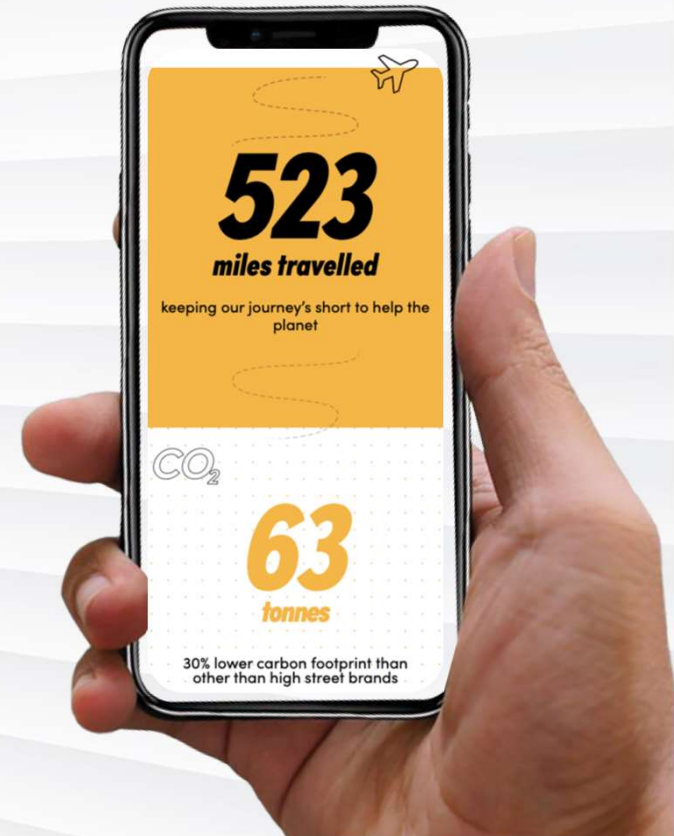 523
miles travelled
keeping our journey's short to help the
planet
CO₂
63
tonnes
30% lower carbon footprint than
other than high street brands